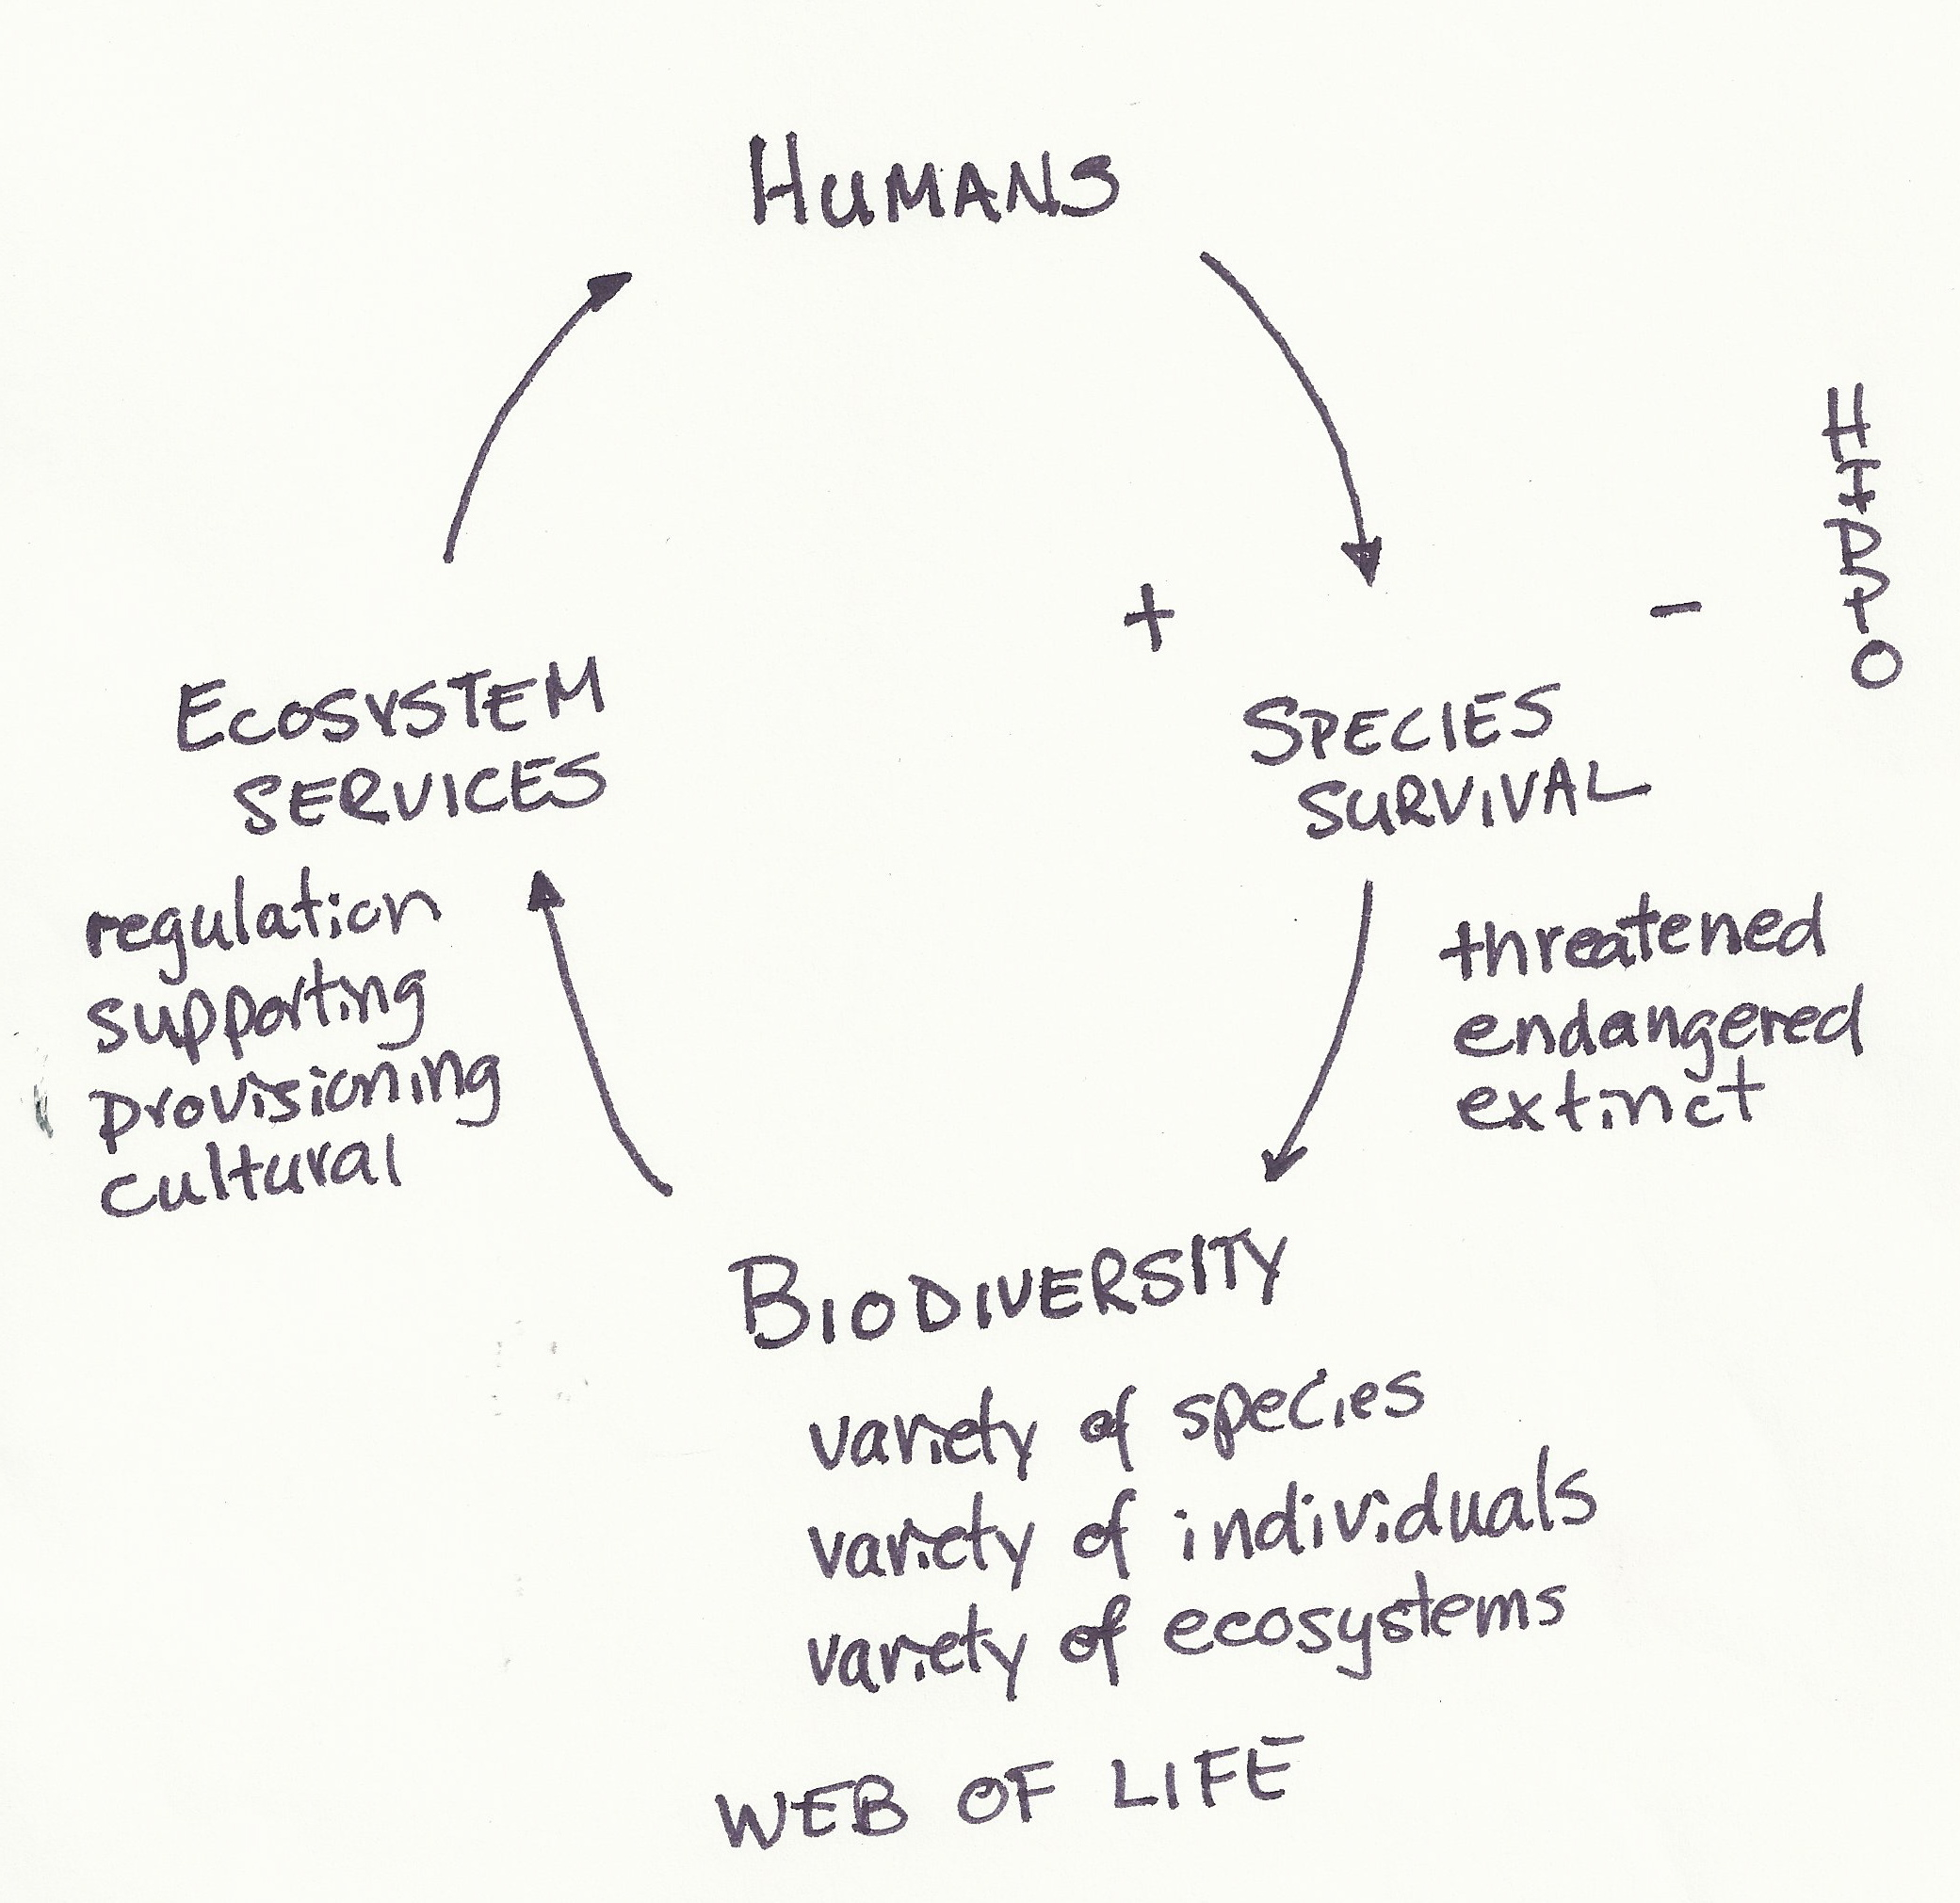 HUMANS
H
I
P
P
O
+
-
ECOSYSTEM
SERVICES
regulation
supporting
provisioning
cultural
SPECIES
SURVIVAL
threatened
endangered
extinct
BIODIVERSITY
variety of species
variety of individuals
variety of ecosystems
WEB OF LIFE